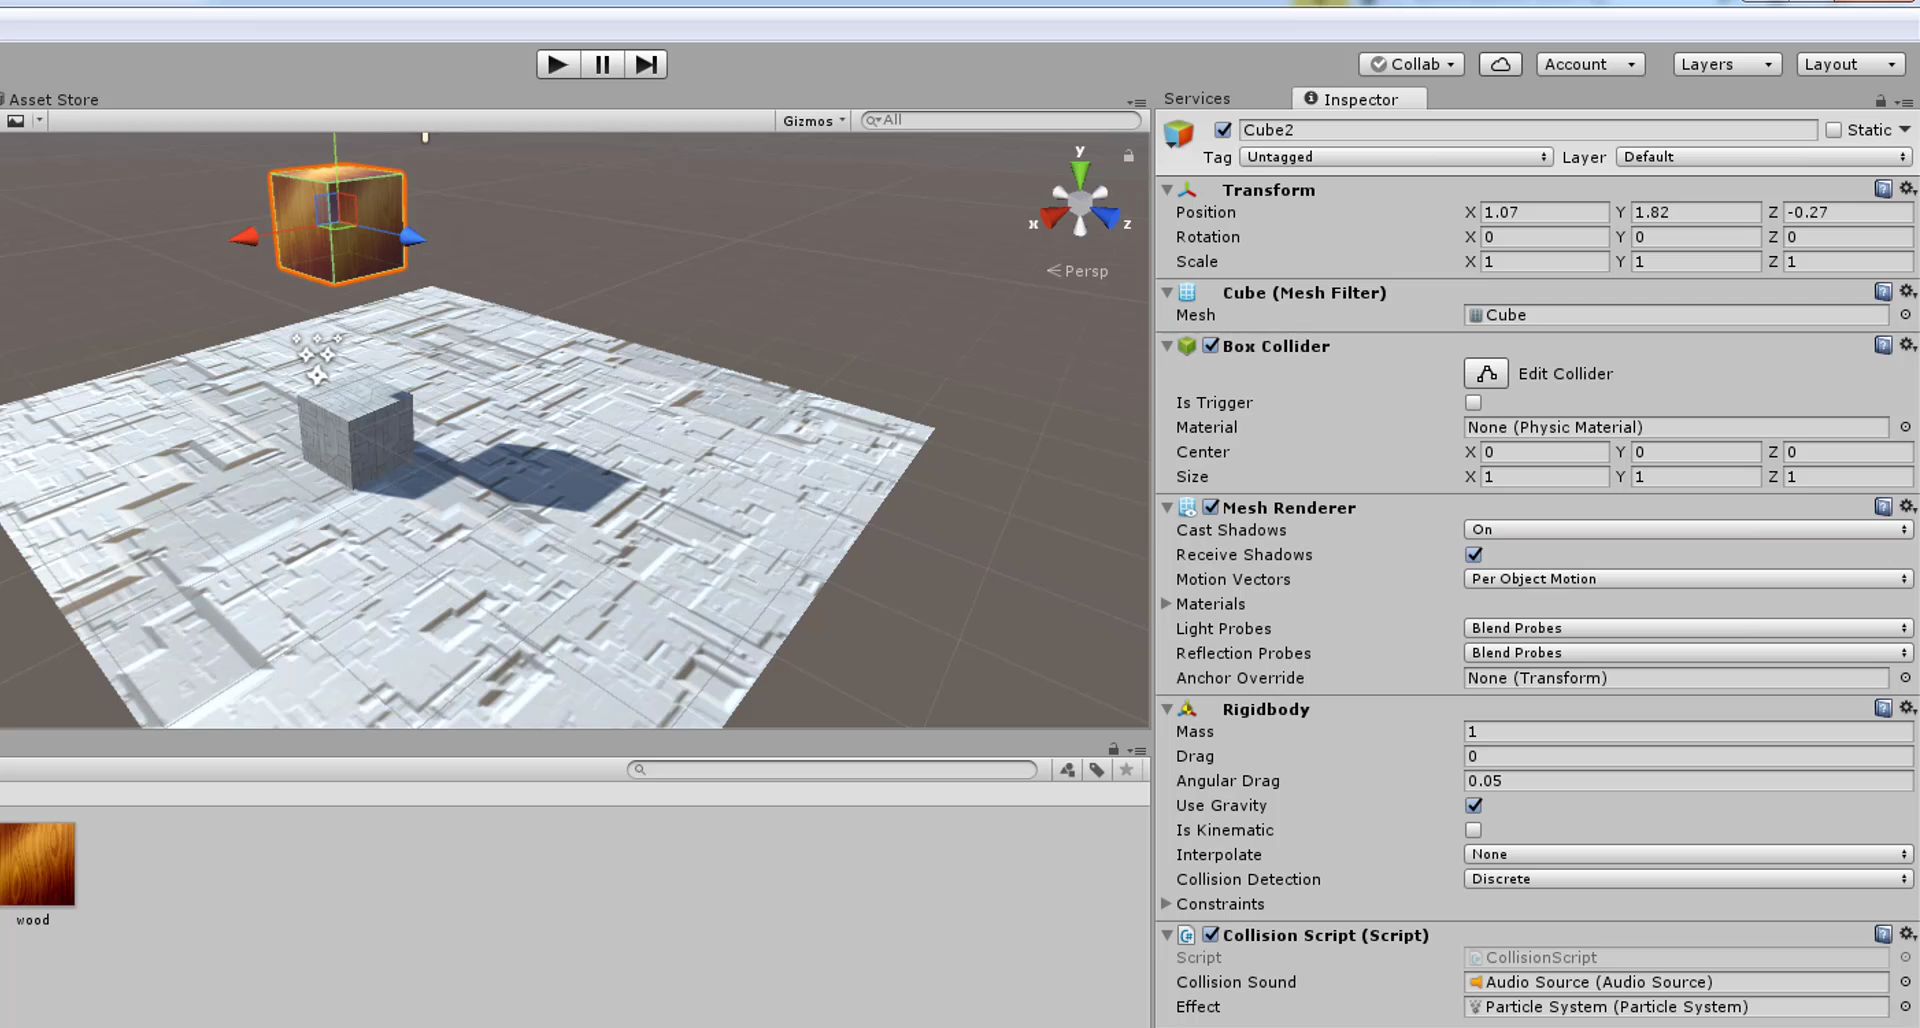 Collab
Account
Layers
Layout
Asset Store
Services
Inspector
Gizmos
All
Cube2
Static
Tag
Untagged
Layer
Default
y
x
z
Persp
Transform
Position X 1.07 Y 1.82 Z -0.27
Rotation X 0 Y 0 Z 0
Scale X 1 Y 1 Z 1
Cube (Mesh Filter)
Mesh Cube
Box Collider
Edit Collider
Is Trigger
Material None (Physic Material)
Center X 0 Y 0 Z 0
Size X 1 Y 1 Z 1
Mesh Renderer
Cast Shadows On
Receive Shadows
Motion Vectors Per Object Motion
Materials
Light Probes Blend Probes
Reflection Probes Blend Probes
Anchor Override None (Transform)
Rigidbody
Mass 1
Drag 0
Angular Drag 0.05
Use Gravity
Is Kinematic
Interpolate None
Collision Detection Discrete
Constraints
Collision Script (Script)
Script CollisionScript
Collision Sound Audio Source (Audio Source)
Effect Particle System (Particle System)
wood